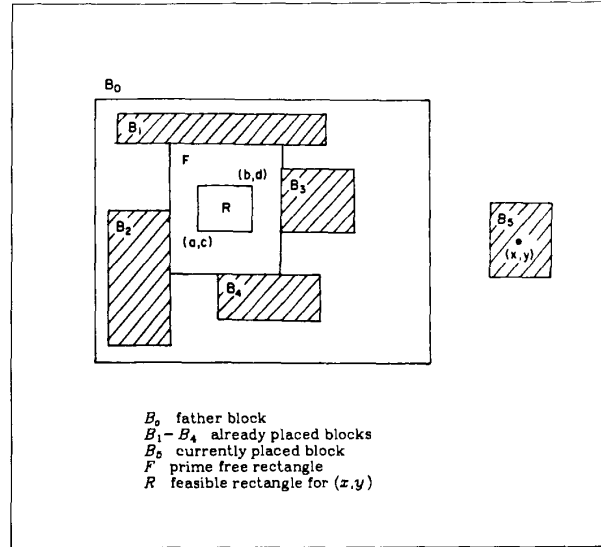 B₀
B₁
F
(b,d)
B₃
R
B₂
(a,c)
B₄
B₅
(x,y)
B₀ father block
B₁–B₄ already placed blocks
B₅ currently placed block
F prime free rectangle
R feasible rectangle for (x,y)